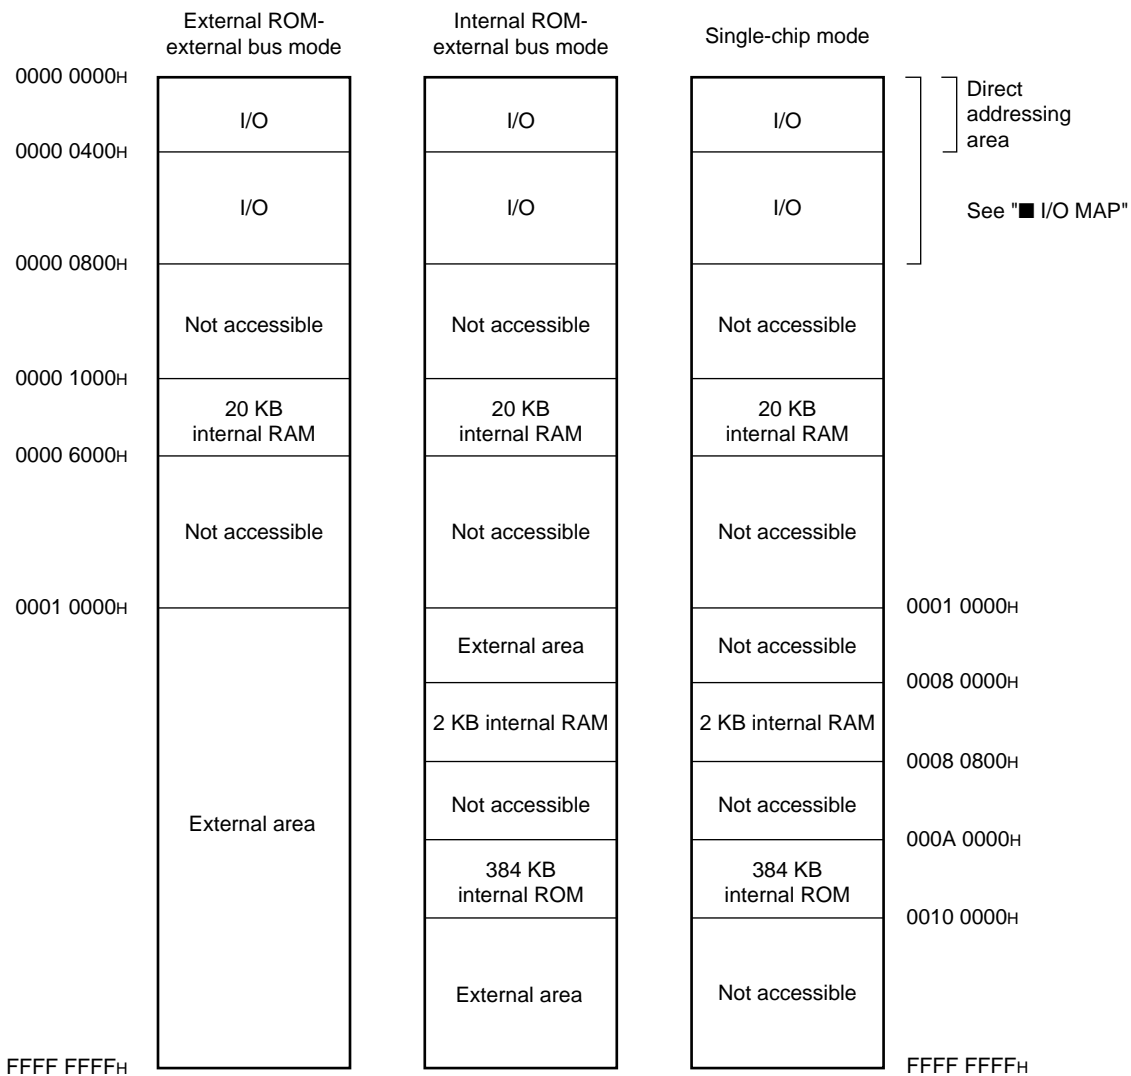 External ROM-
external bus mode
Internal ROM-
external bus mode
Single-chip mode
0000 0000H
I/O
I/O
I/O
Direct
addressing
area
0000 0400H
I/O
I/O
I/O
See "■ I/O MAP"
0000 0800H
Not accessible
Not accessible
Not accessible
0000 1000H
20 KB
internal RAM
20 KB
internal RAM
20 KB
internal RAM
0000 6000H
Not accessible
Not accessible
Not accessible
0001 0000H
0001 0000H
External area
Not accessible
0008 0000H
2 KB internal RAM
2 KB internal RAM
0008 0800H
External area
Not accessible
Not accessible
000A 0000H
384 KB
internal ROM
384 KB
internal ROM
0010 0000H
External area
Not accessible
FFFF FFFFH
FFFF FFFFH